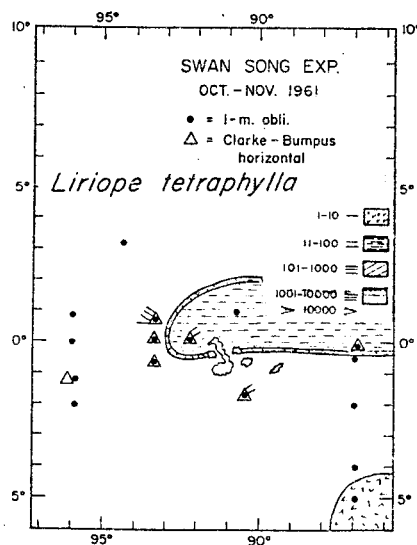 95° 90°
10° 10°
SWAN SONG EXP.
OCT.-NOV. 1961
• = 1-m. obli.
△ = Clarke-Bumpus
horizontal
5° 5°
Liriope tetraphylla
1-10
11-100
101-1000
1001-10000
> 10000 >
0° 0°
5° 5°
95° 90°